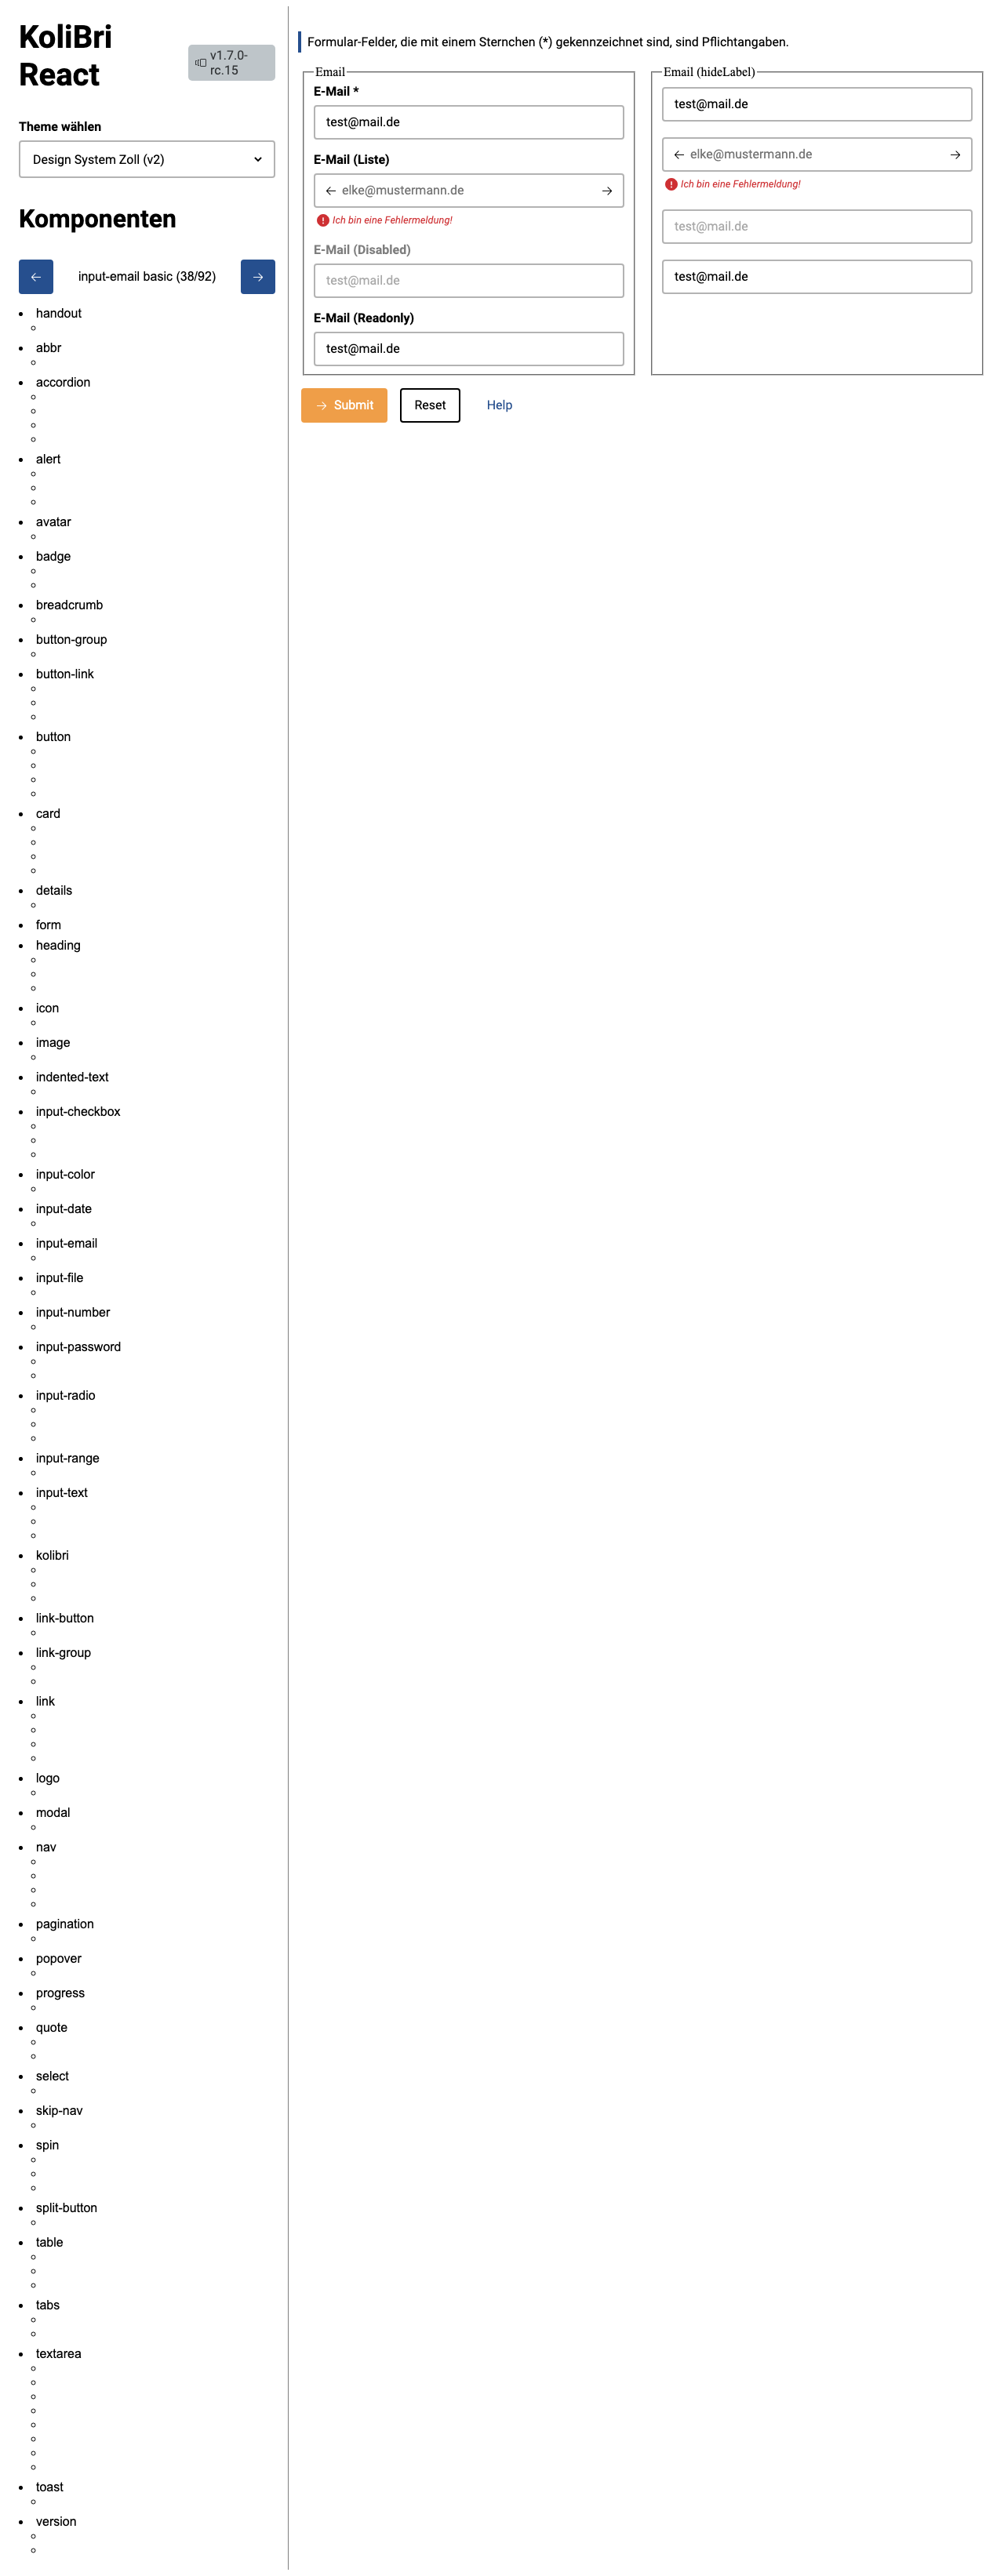 KoliBri
React
v1.7.0-
rc.15
Theme wählen
Design System Zoll (v2)
Komponenten
input-email basic (38/92)
handout
abbr
accordion
alert
avatar
badge
breadcrumb
button-group
button-link
button
card
details
form
heading
icon
image
indented-text
input-checkbox
input-color
input-date
input-email
input-file
input-number
input-password
input-radio
input-range
input-text
kolibri
link-button
link-group
link
logo
modal
nav
pagination
popover
progress
quote
select
skip-nav
spin
split-button
table
tabs
textarea
toast
version
Formular-Felder, die mit einem Sternchen (*) gekennzeichnet sind, sind Pflichtangaben.
Email
E-Mail *
test@mail.de
E-Mail (Liste)
elke@mustermann.de
Ich bin eine Fehlermeldung!
E-Mail (Disabled)
test@mail.de
E-Mail (Readonly)
test@mail.de
Email (hideLabel)
test@mail.de
elke@mustermann.de
Ich bin eine Fehlermeldung!
test@mail.de
test@mail.de
Submit
Reset
Help